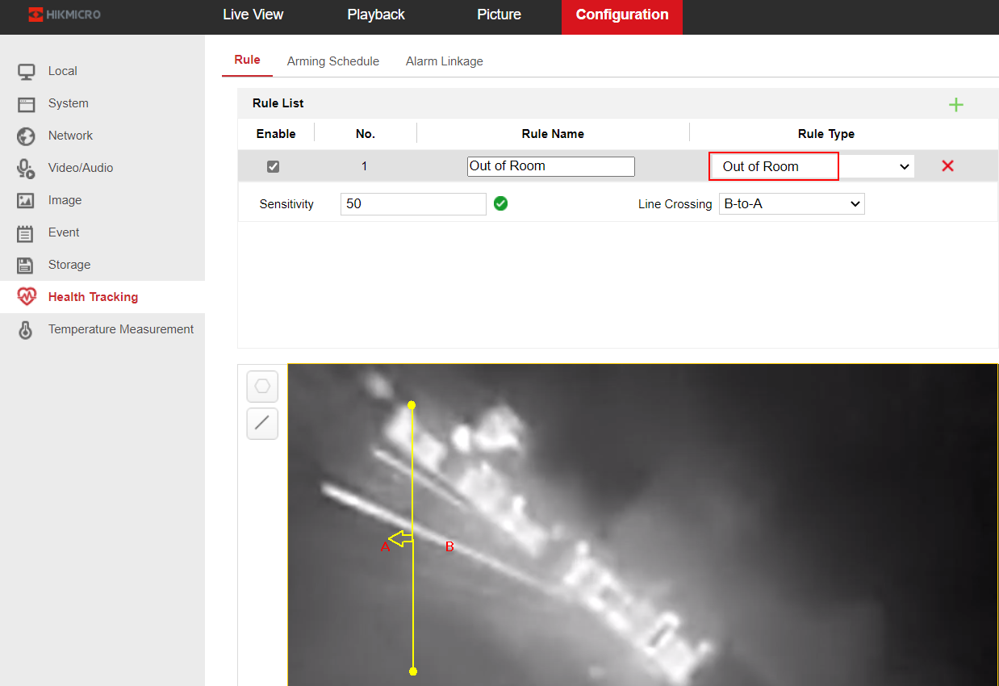 HIKMICRO
Live View
Playback
Picture
Configuration
Local
System
Network
Video/Audio
Image
Event
Storage
Health Tracking
Temperature Measurement
Rule
Arming Schedule
Alarm Linkage
Rule List
Enable
No.
Rule Name
Rule Type
1
Out of Room
Out of Room
Sensitivity
50
Line Crossing
B-to-A
A
B